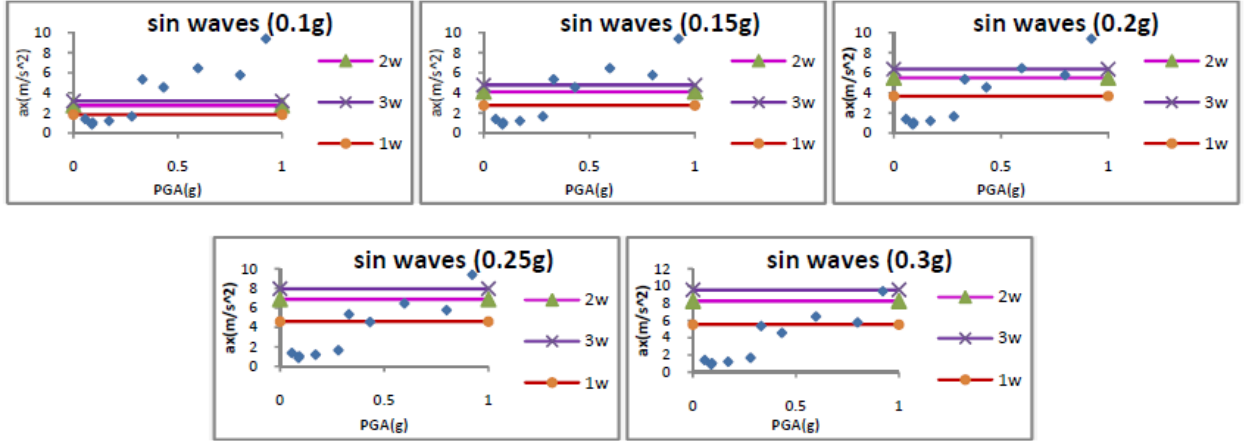 sin waves (0.1g)
10
8
6
4
2
0
ax(m/s^2)
0
0.5
1
PGA(g)
2w
3w
1w
sin waves (0.15g)
10
8
6
4
2
0
ax(m/s^2)
0
0.5
1
PGA(g)
2w
3w
1w
sin waves (0.2g)
10
8
6
4
2
0
ax(m/s^2)
0
0.5
1
PGA(g)
2w
3w
1w
sin waves (0.25g)
10
8
6
4
2
0
ax(m/s^2)
0
0.5
1
PGA(g)
2w
3w
1w
sin waves (0.3g)
12
10
8
6
4
2
0
ax(m/s^2)
0
0.5
1
PGA(g)
2w
3w
1w